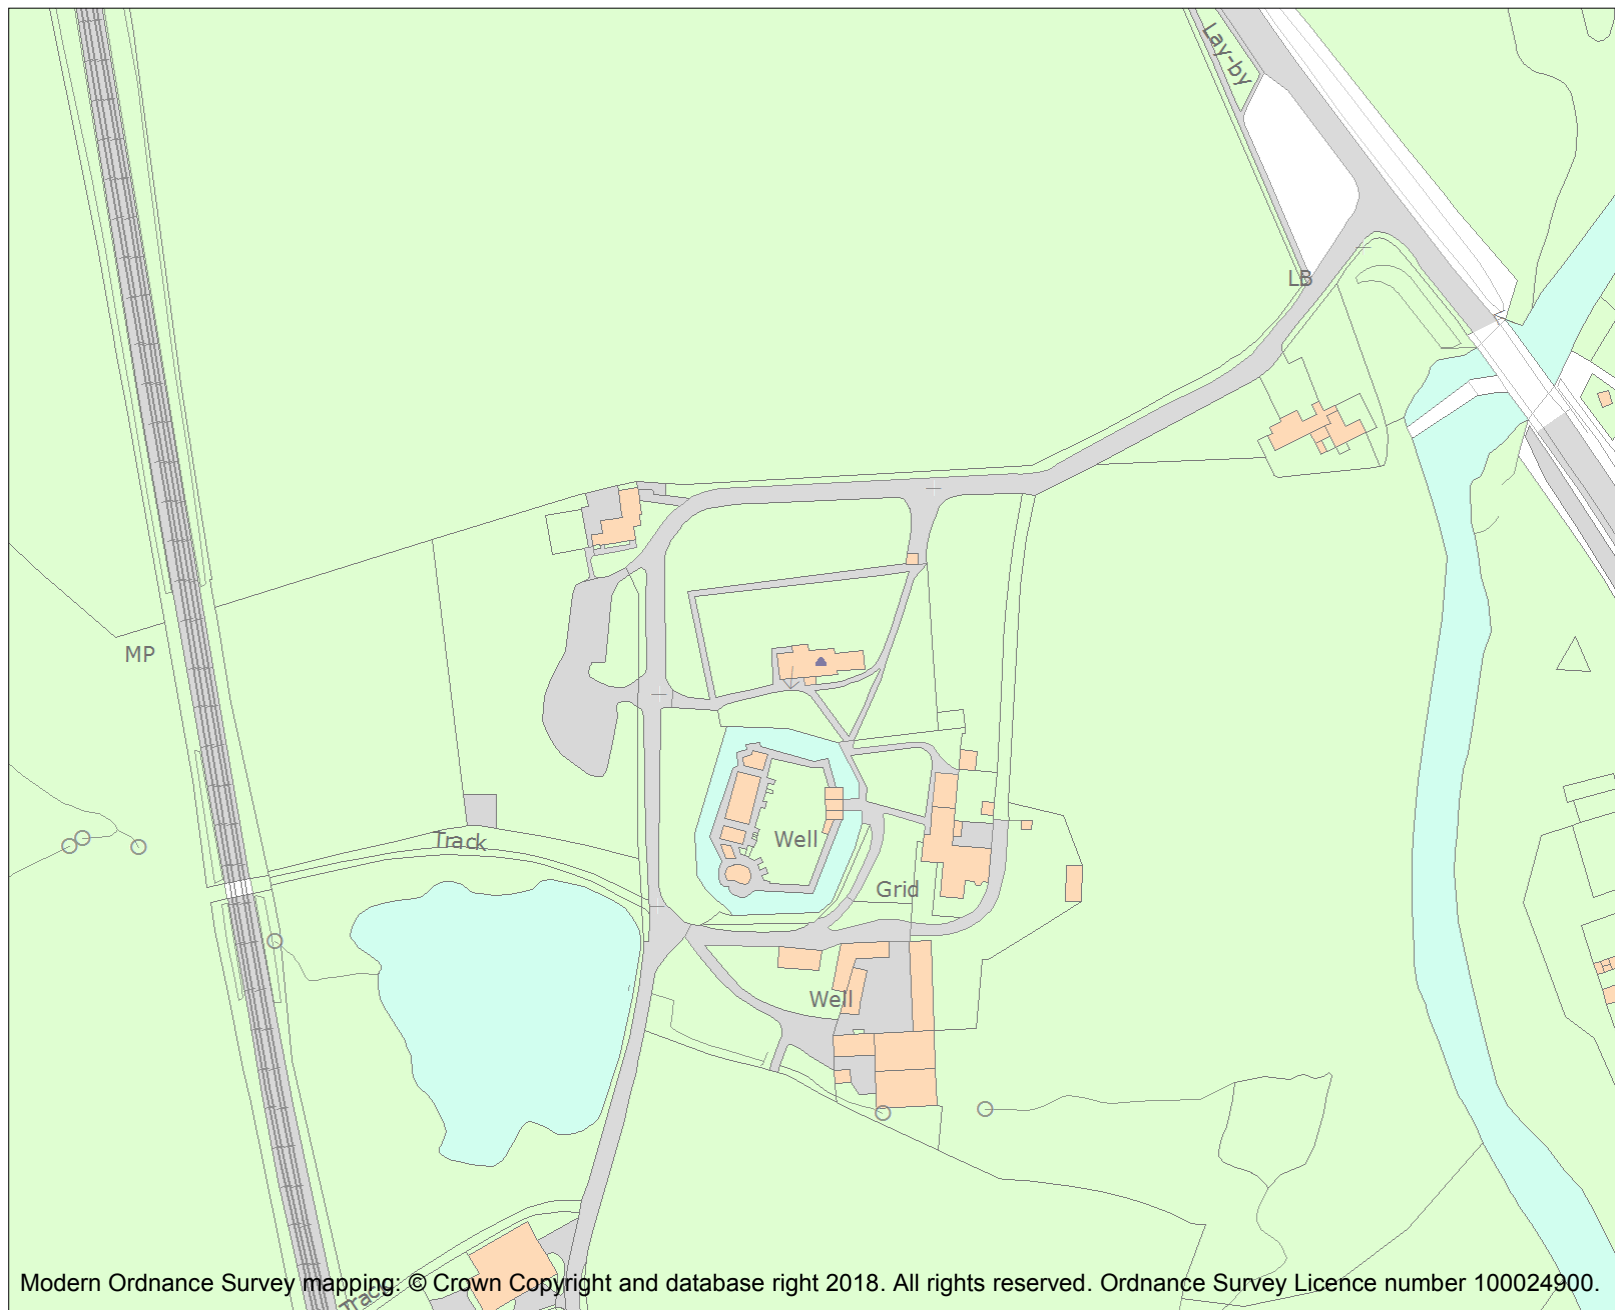 Lay-by
LB
MP
Track
Well
Grid
Well
Track
Modern Ordnance Survey mapping: © Crown Copyright and database right 2018. All rights reserved. Ordnance Survey Licence number 100024900.